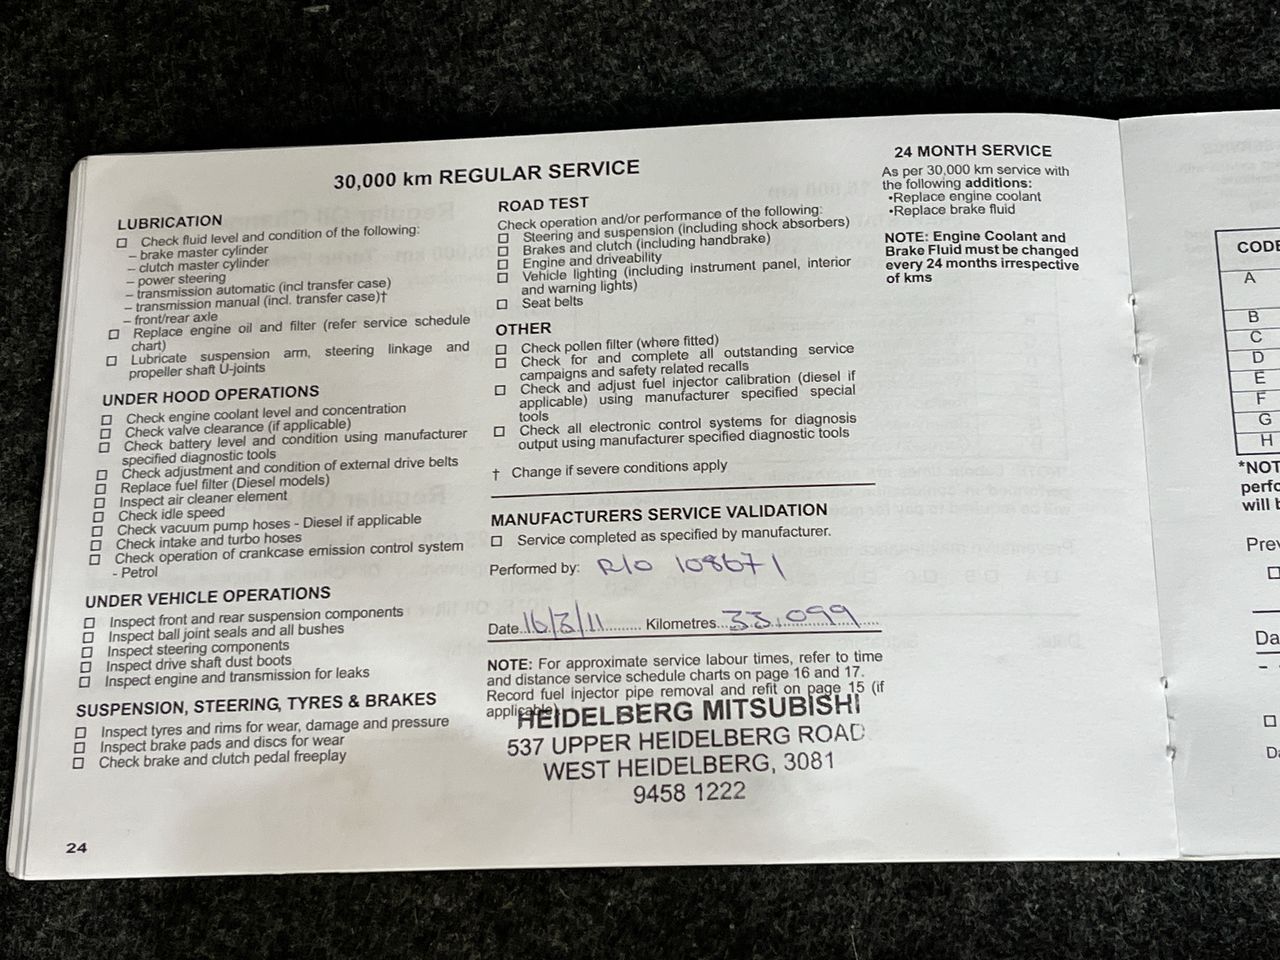 30,000 km REGULAR SERVICE
LUBRICATION
☐ Check fluid level and condition of the following:
– brake master cylinder
– clutch master cylinder
– power steering
– transmission automatic (incl transfer case)
– transmission manual (incl. transfer case)†
– front/rear axle
☐ Replace engine oil and filter (refer service schedule
chart)
☐ Lubricate suspension arm, steering linkage and
propeller shaft U-joints
UNDER HOOD OPERATIONS
☐ Check engine coolant level and concentration
☐ Check valve clearance (if applicable)
☐ Check battery level and condition using manufacturer
specified diagnostic tools
☐ Check adjustment and condition of external drive belts
☐ Replace fuel filter (Diesel models)
☐ Inspect air cleaner element
☐ Check idle speed
☐ Check vacuum pump hoses - Diesel if applicable
☐ Check intake and turbo hoses
☐ Check operation of crankcase emission control system
- Petrol
UNDER VEHICLE OPERATIONS
☐ Inspect front and rear suspension components
☐ Inspect ball joint seals and all bushes
☐ Inspect steering components
☐ Inspect drive shaft dust boots
☐ Inspect engine and transmission for leaks
SUSPENSION, STEERING, TYRES & BRAKES
☐ Inspect tyres and rims for wear, damage and pressure
☐ Inspect brake pads and discs for wear
☐ Check brake and clutch pedal freeplay
24
ROAD TEST
Check operation and/or performance of the following:
☐ Steering and suspension (including shock absorbers)
☐ Brakes and clutch (including handbrake)
☐ Engine and driveability
☐ Vehicle lighting (including instrument panel, interior
and warning lights)
☐ Seat belts
OTHER
☐ Check pollen filter (where fitted)
☐ Check for and complete all outstanding service
campaigns and safety related recalls
☐ Check and adjust fuel injector calibration (diesel if
applicable) using manufacturer specified special
tools
☐ Check all electronic control systems for diagnosis
output using manufacturer specified diagnostic tools
† Change if severe conditions apply
MANUFACTURERS SERVICE VALIDATION
☐ Service completed as specified by manufacturer.
Performed by: R/O 108671
Date 16/3/11 Kilometres 33.099
NOTE: For approximate service labour times, refer to time
and distance service schedule charts on page 16 and 17.
Record fuel injector pipe removal and refit on page 15 (if
applicable)
HEIDELBERG MITSUBISHI
537 UPPER HEIDELBERG ROAD
WEST HEIDELBERG, 3081
9458 1222
24 MONTH SERVICE
As per 30,000 km service with
the following additions:
•Replace engine coolant
•Replace brake fluid
NOTE: Engine Coolant and
Brake Fluid must be changed
every 24 months irrespective
of kms
CODE
A
B
C
D
E
F
G
H
*NOT
perfo
will b
Prev
☐
Da
☐
Da